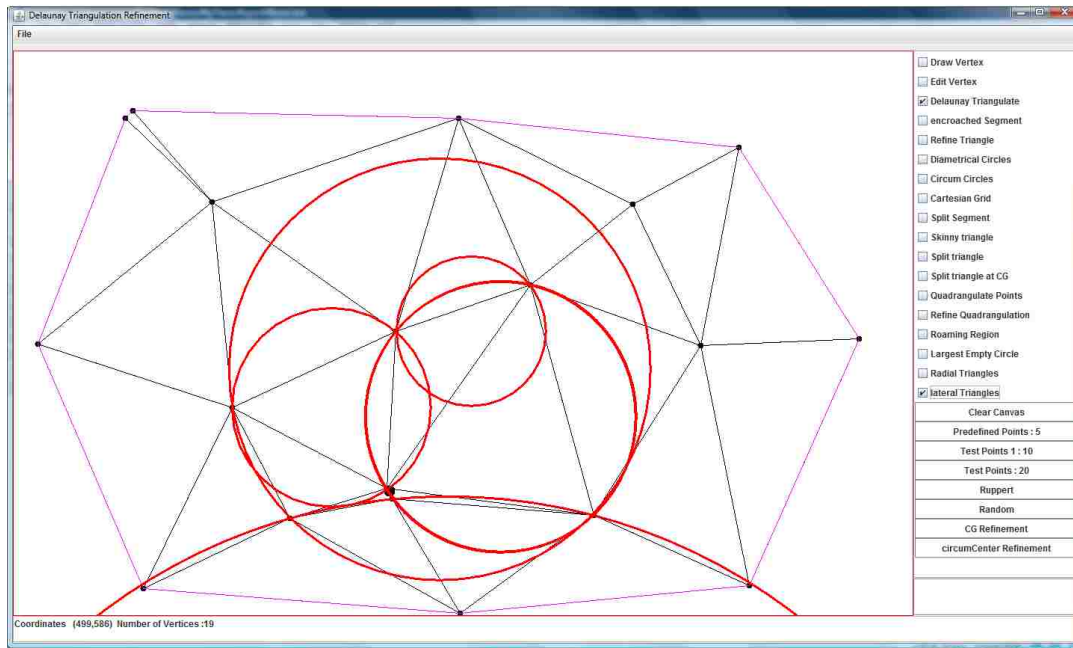 Delaunay Triangulation Refinement
File
Draw Vertex
Edit Vertex
Delaunay Triangulate
encroached Segment
Refine Triangle
Diametrical Circles
Circum Circles
Cartesian Grid
Split Segment
Skinny triangle
Split triangle
Split triangle at CG
Quadrangulate Points
Refine Quadrangulation
Roaming Region
Largest Empty Circle
Radial Triangles
lateral Triangles
Clear Canvas
Predefined Points : 5
Test Points 1 : 10
Test Points : 20
Ruppert
Random
CG Refinement
circumCenter Refinement
Coordinates (499,586) Number of Vertices :19